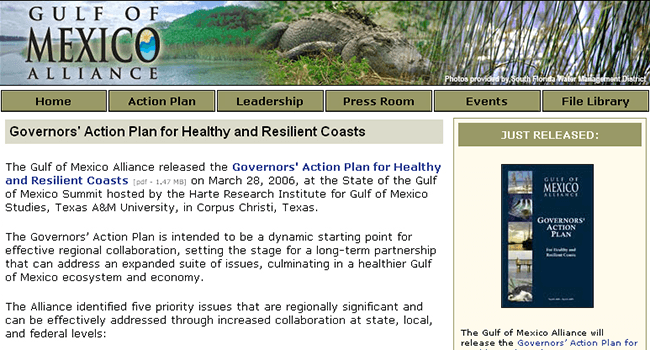 GULF OF
MEXICO
ALLIANCE
Photos provided by South Florida Water Management District
Home
Action Plan
Leadership
Press Room
Events
File Library
Governors' Action Plan for Healthy and Resilient Coasts
The Gulf of Mexico Alliance released the Governors' Action Plan for Healthy
and Resilient Coasts [pdf - 1.47 MB] on March 28, 2006, at the State of the Gulf
of Mexico Summit hosted by the Harte Research Institute for Gulf of Mexico
Studies, Texas A&M University, in Corpus Christi, Texas.
The Governors' Action Plan is intended to be a dynamic starting point for
effective regional collaboration, setting the stage for a long-term partnership
that can address an expanded suite of issues, culminating in a healthier Gulf
of Mexico ecosystem and economy.
The Alliance identified five priority issues that are regionally significant and
can be effectively addressed through increased collaboration at state, local,
and federal levels:
JUST RELEASED:
GULF OF
MEXICO
ALLIANCE
GOVERNORS'
ACTION
PLAN
For Healthy and
Resilient Coasts
The Gulf of Mexico Alliance will
release the Governors' Action Plan for